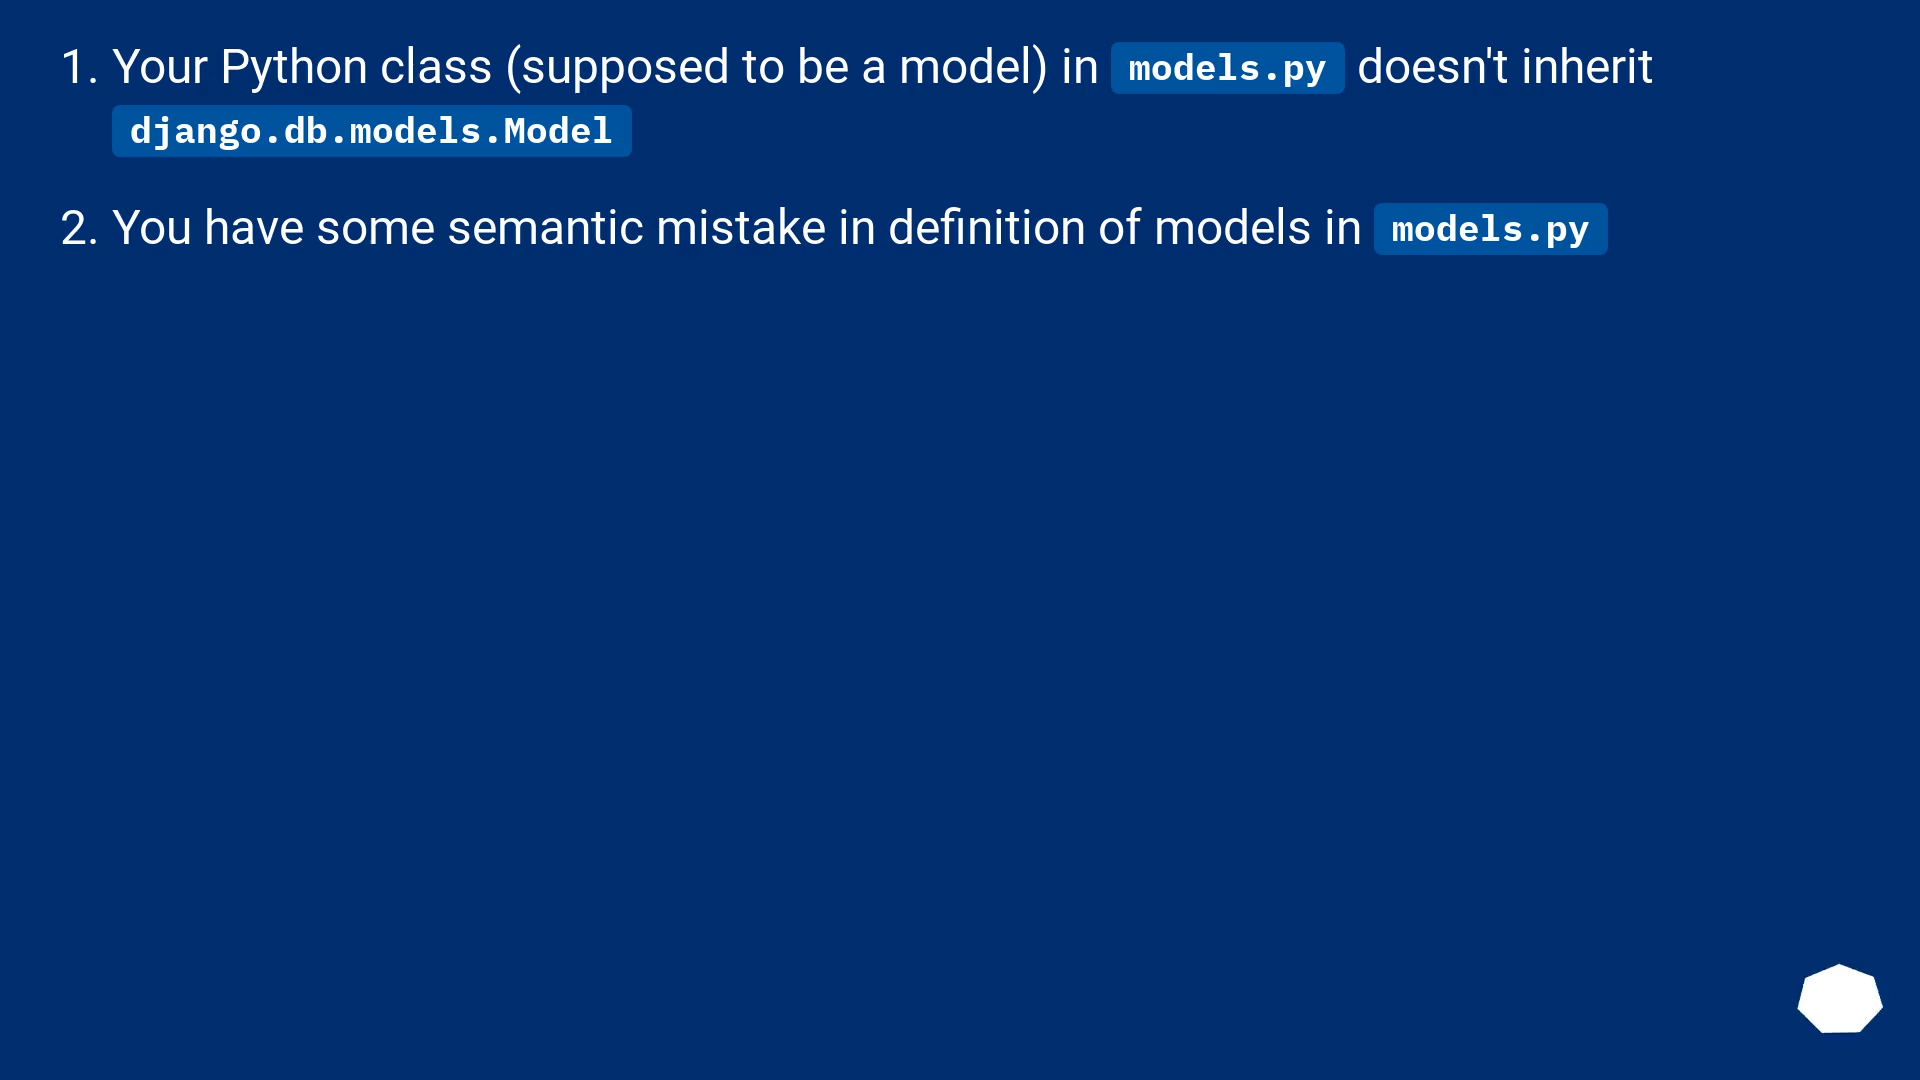 1. Your Python class (supposed to be a model) in models.py doesn't inherit
django.db.models.Model
2. You have some semantic mistake in definition of models in models.py